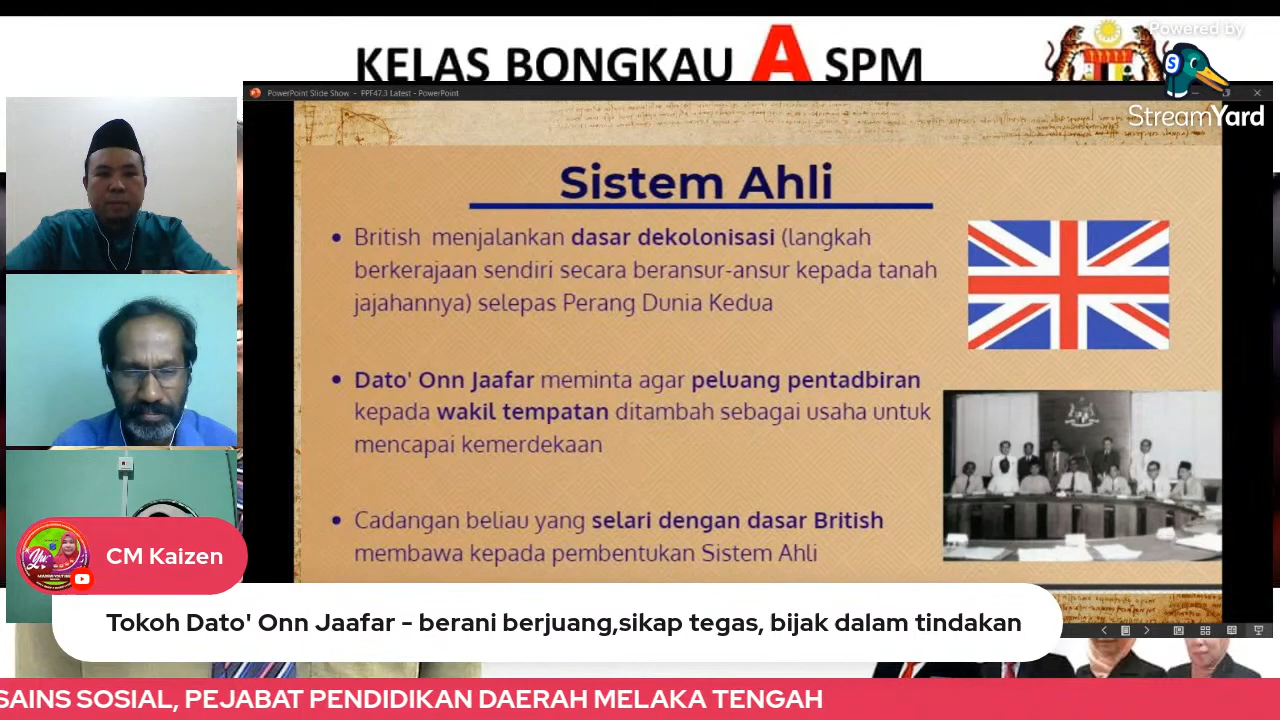 KELAS BONGKAU A SPM
Powered by
StreamYard
PowerPoint Slide Show - PPF47.3 Latest - PowerPoint
Sistem Ahli
• British menjalankan dasar dekolonisasi (langkah
berkerajaan sendiri secara beransur-ansur kepada tanah
jajahannya) selepas Perang Dunia Kedua
• Dato' Onn Jaafar meminta agar peluang pentadbiran
kepada wakil tempatan ditambah sebagai usaha untuk
mencapai kemerdekaan
• Cadangan beliau yang selari dengan dasar British
membawa kepada pembentukan Sistem Ahli
CM Kaizen
Tokoh Dato' Onn Jaafar - berani berjuang,sikap tegas, bijak dalam tindakan
SAINS SOSIAL, PEJABAT PENDIDIKAN DAERAH MELAKA TENGAH